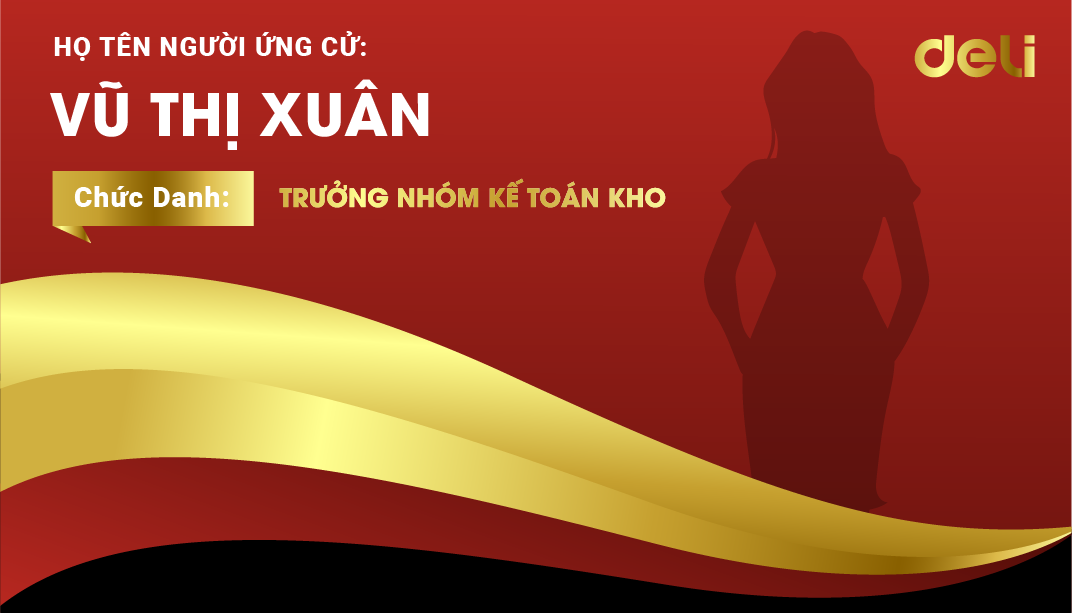 HỌ TÊN NGƯỜI ỨNG CỬ:
deli
VŨ THỊ XUÂN
Chức Danh: TRƯỞNG NHÓM KẾ TOÁN KHO